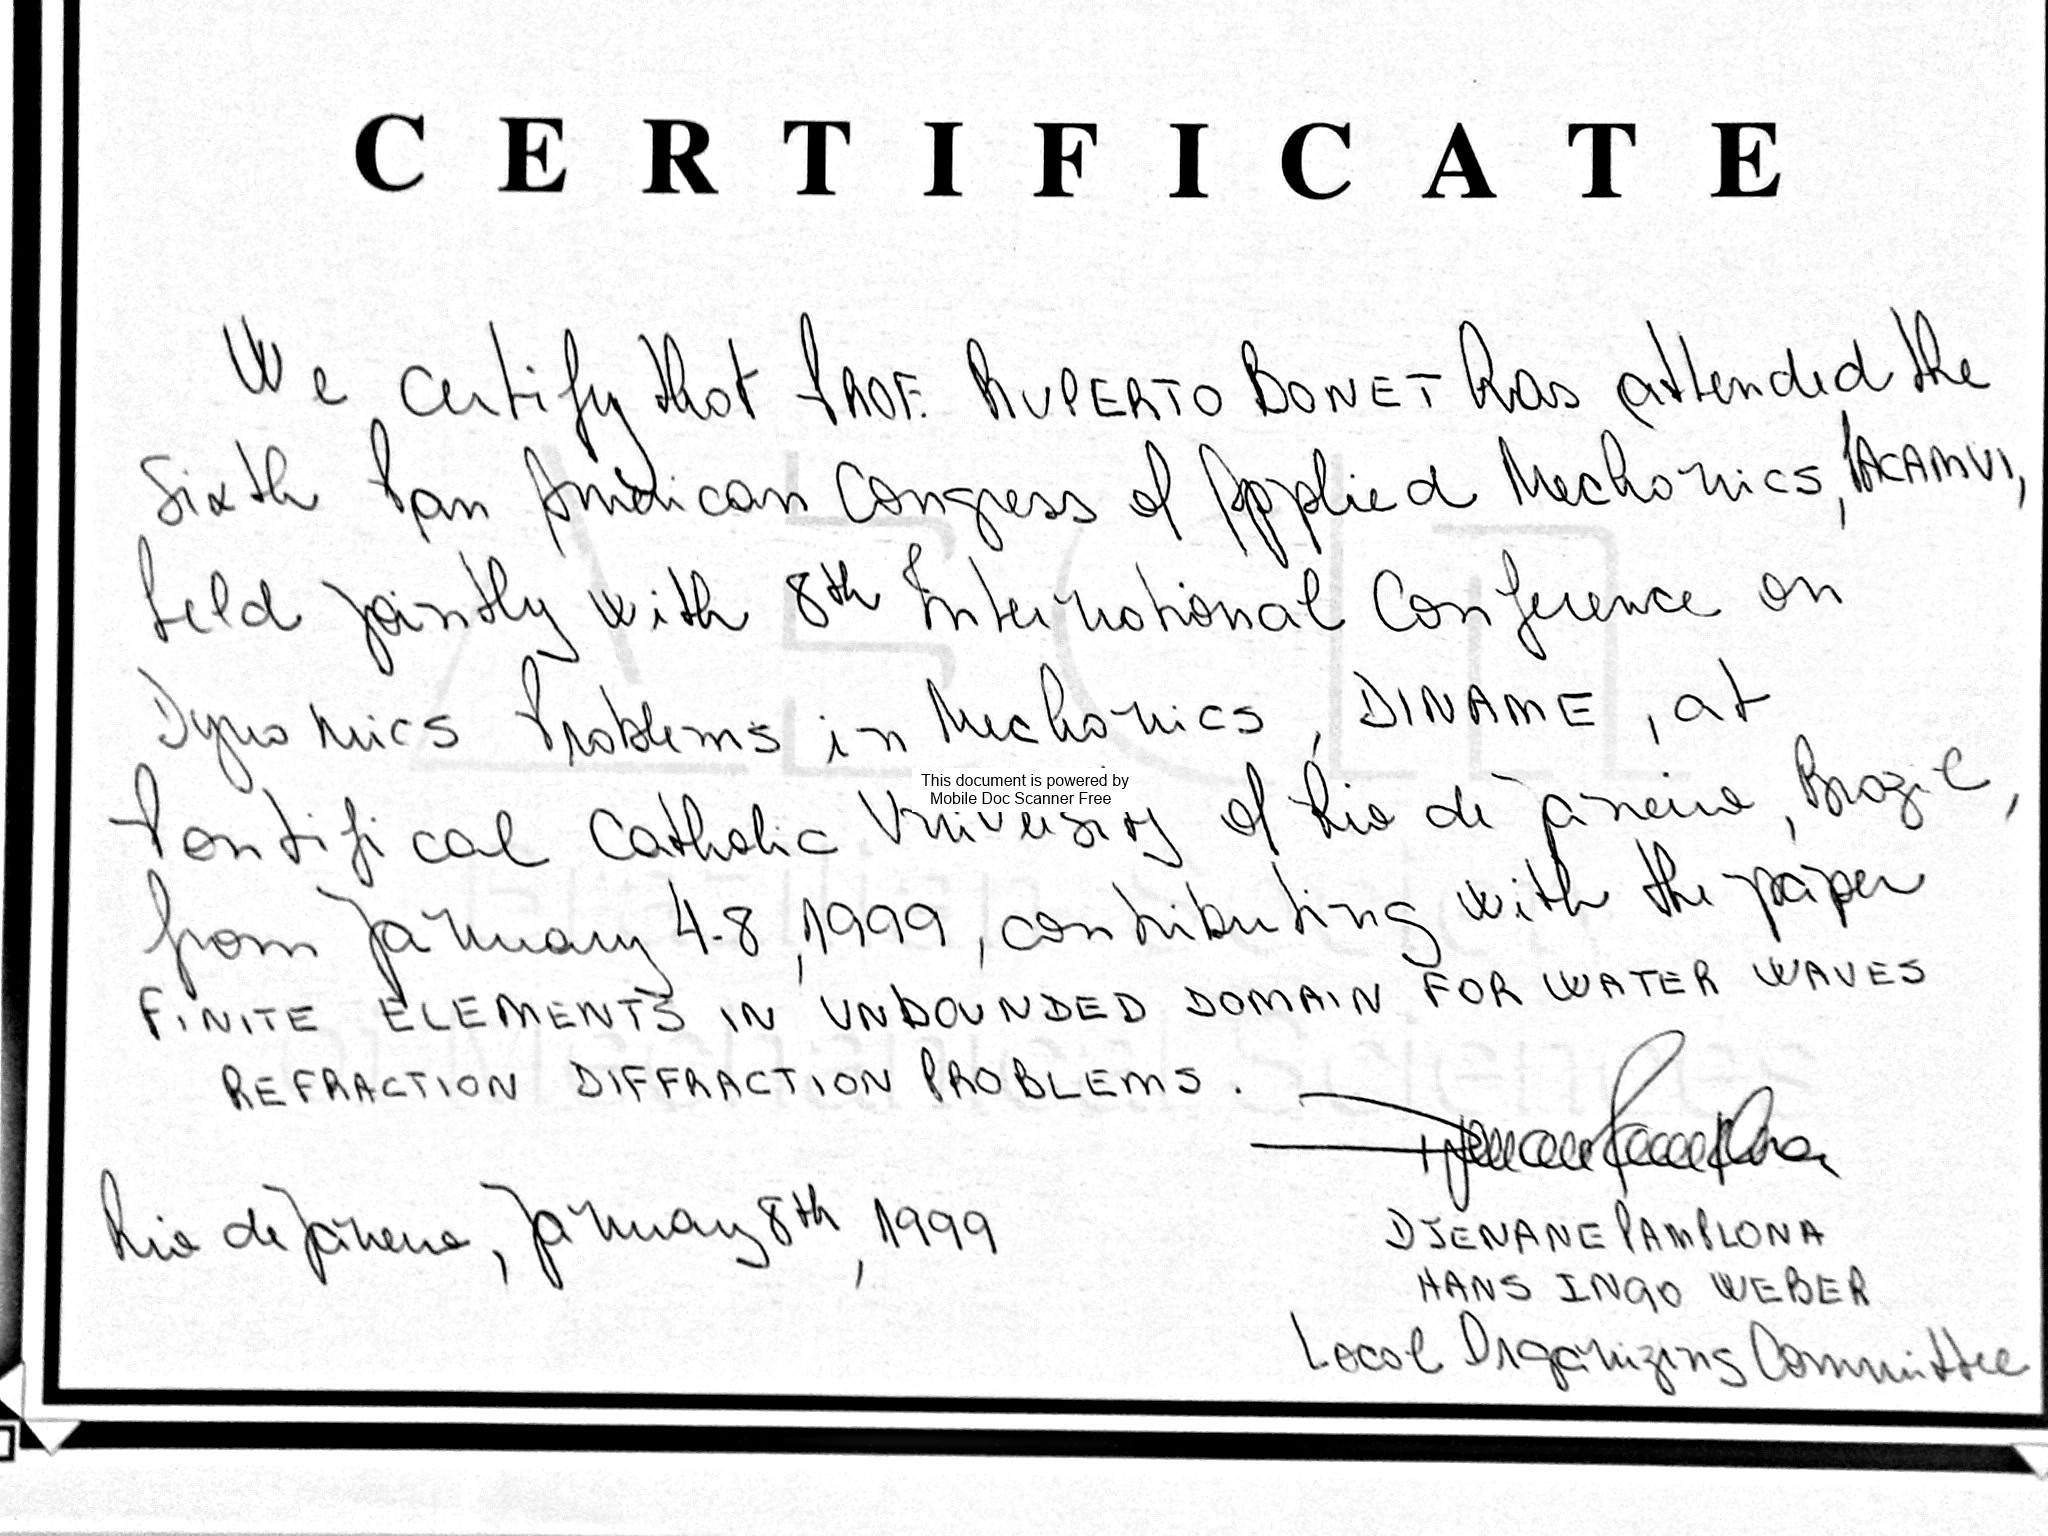 CERTIFICATE
We certify that PROF. RUPERTO BONET has attended the
Sixth Pan American Congress of Applied Mechanics, PACAM VI,
held jointly with 8th International Conference on
Dynamics Problems in Mechanics, DINAME, at
This document is powered by
Mobile Doc Scanner Free
Pontifical Catholic University of Rio de Janeiro, Brazil,
from January 4-8, 1999, contributing with the paper
FINITE ELEMENTS IN UNBOUNDED DOMAIN FOR WATER WAVES
REFRACTION DIFFRACTION PROBLEMS.
Rio de Janeiro, January 8th, 1999
DJENANE PAMPLONA
HANS INGO WEBER
Local Organizing Committee